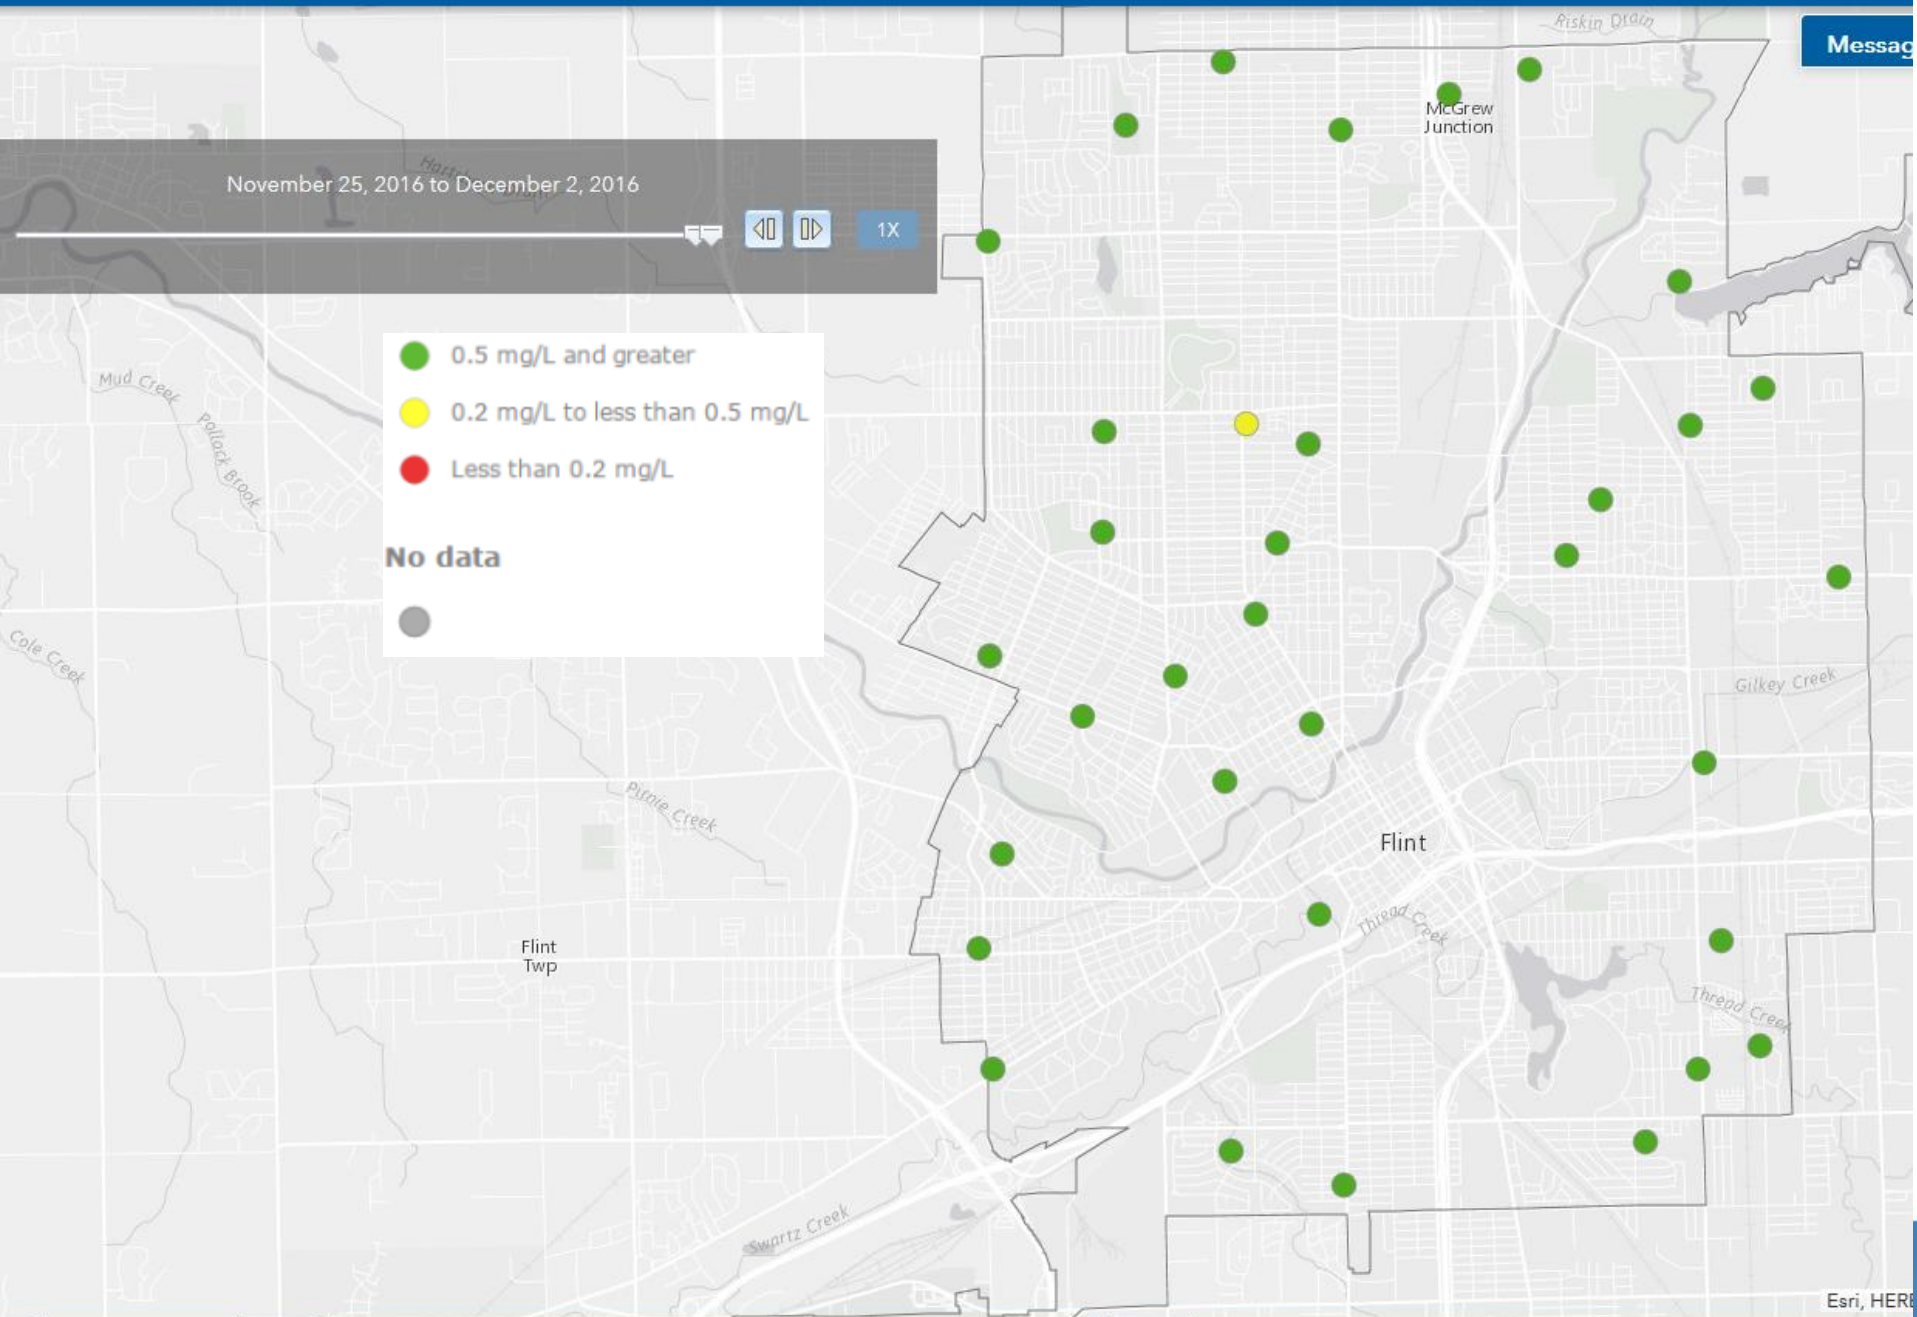 Riskin Drain
Messag
McGrew
Junction
November 25, 2016 to December 2, 2016
1X
0.5 mg/L and greater
0.2 mg/L to less than 0.5 mg/L
Less than 0.2 mg/L
No data
Mud Creek
Pollack Brook
Cole Creek
Gilkey Creek
Pirnie Creek
Flint
Thread Creek
Flint
Twp
Thread Creek
Swartz Creek
Esri, HERE